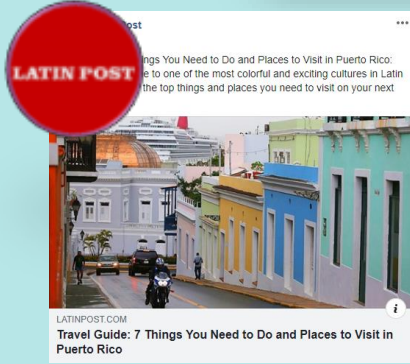 ost
LATIN POST
ngs You Need to Do and Places to Visit in Puerto Rico:
e to one of the most colorful and exciting cultures in Latin
the top things and places you need to visit on your next
LATINPOST.COM
Travel Guide: 7 Things You Need to Do and Places to Visit in
Puerto Rico